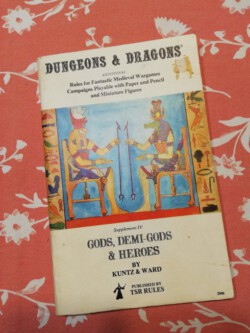 DUNGEONS & DRAGONS
Rules for Fantastic Medieval Wargames
Campaigns Playable with Paper and Pencil
and Miniature Figures
Supplement IV
GODS, DEMI-GODS
& HEROES
BY
KUNTZ & WARD
PUBLISHED BY
TSR RULES